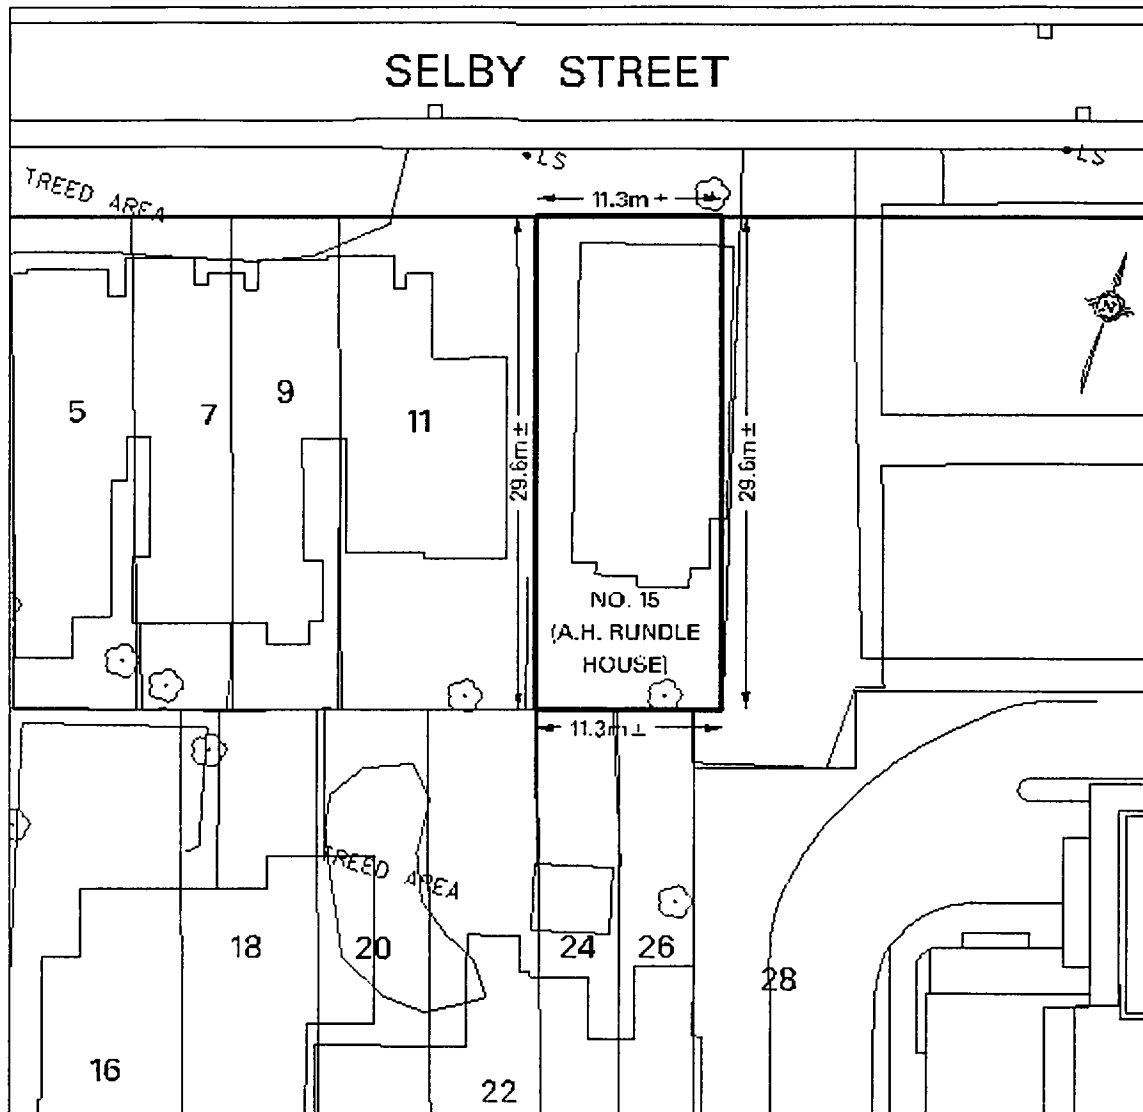 SELBY STREET
LS
LS
TREED AREA
11.3m ±
5
7
9
11
29.6m ±
29.6m ±
NO. 15
(A.H. RUNDLE
HOUSE)
11.3m ±
TREED AREA
18
20
24
26
28
16
22